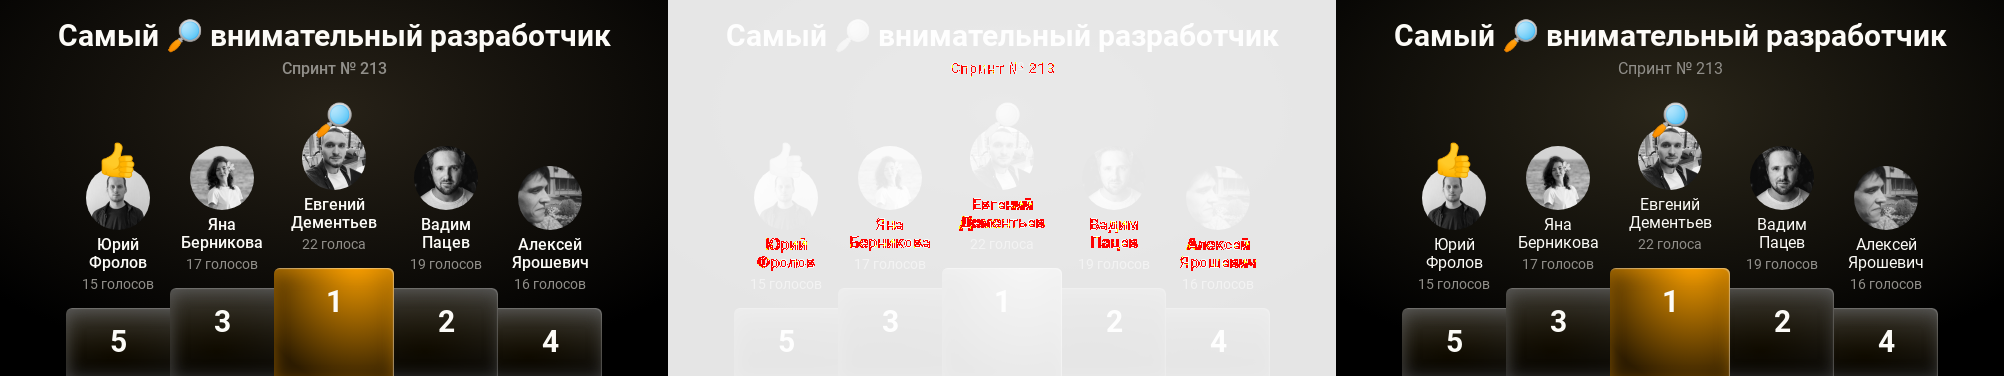 Самый 🔎 внимательный разработчик
Спринт № 213
Евгений
Дементьев
22 голоса
Яна
Берникова
17 голосов
Вадим
Пацев
19 голосов
Юрий
Фролов
15 голосов
Алексей
Ярошевич
16 голосов
1
3
2
5
4
Самый 🔎 внимательный разработчик
Спринт № 213
Евгений
Дементьев
22 голоса
Яна
Берникова
17 голосов
Вадим
Пацев
19 голосов
Юрий
Фролов
15 голосов
Алексей
Ярошевич
16 голосов
1
3
2
5
4
Самый 🔎 внимательный разработчик
Спринт № 213
Евгений
Дементьев
22 голоса
Яна
Берникова
17 голосов
Вадим
Пацев
19 голосов
Юрий
Фролов
15 голосов
Алексей
Ярошевич
16 голосов
1
3
2
5
4